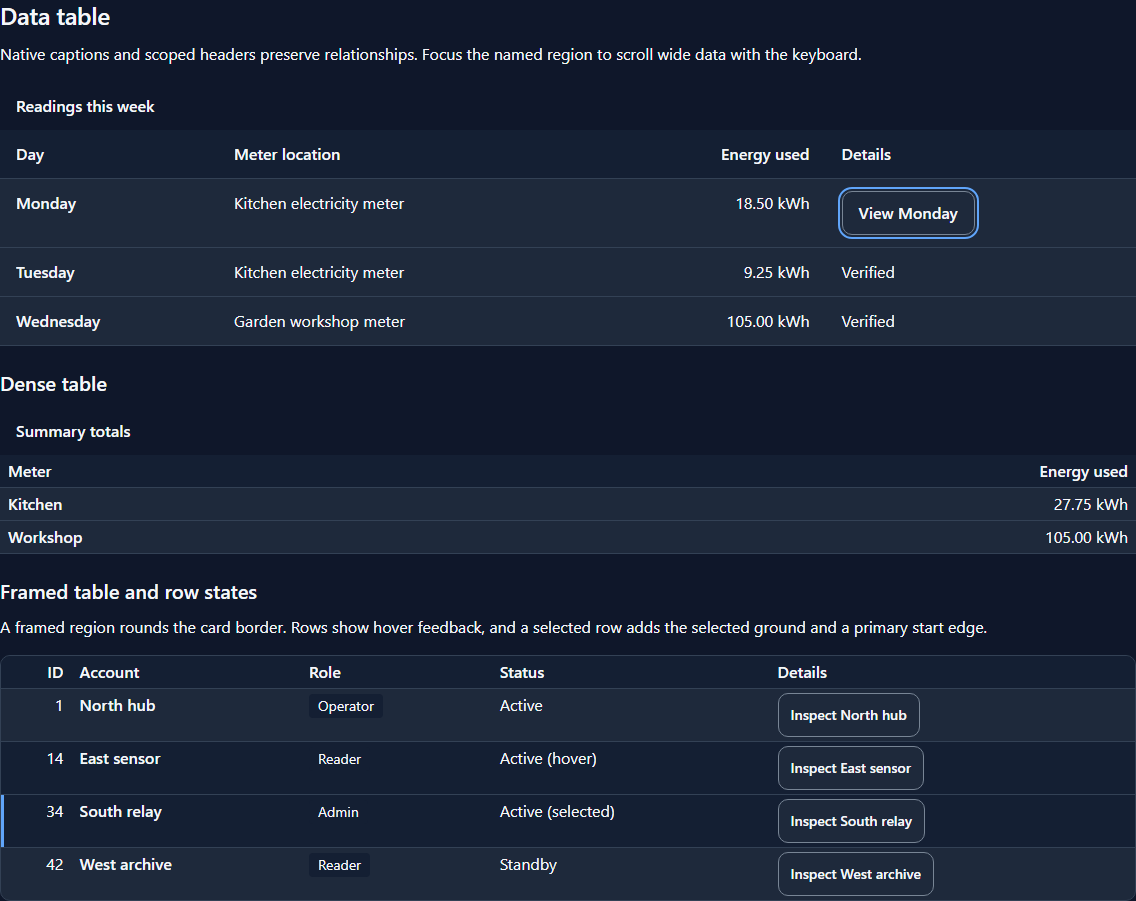 Data table
Native captions and scoped headers preserve relationships. Focus the named region to scroll wide data with the keyboard.
Readings this week
Day Meter location Energy used Details
Monday Kitchen electricity meter 18.50 kWh View Monday
Tuesday Kitchen electricity meter 9.25 kWh Verified
Wednesday Garden workshop meter 105.00 kWh Verified
Dense table
Summary totals
Meter Energy used
Kitchen 27.75 kWh
Workshop 105.00 kWh
Framed table and row states
A framed region rounds the card border. Rows show hover feedback, and a selected row adds the selected ground and a primary start edge.
ID Account Role Status Details
1 North hub Operator Active Inspect North hub
14 East sensor Reader Active (hover) Inspect East sensor
34 South relay Admin Active (selected) Inspect South relay
42 West archive Reader Standby Inspect West archive